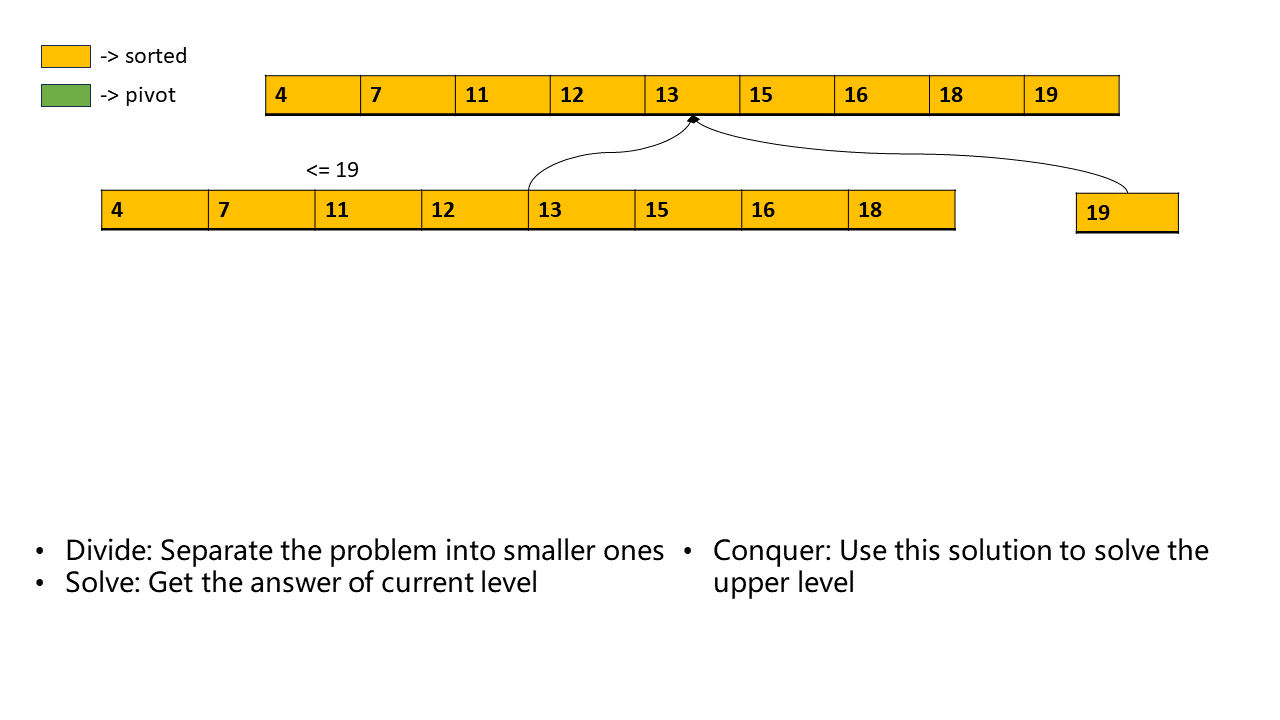 -> sorted
-> pivot
4 7 11 12 13 15 16 18 19
<= 19
4 7 11 12 13 15 16 18
19
• Divide: Separate the problem into smaller ones
• Solve: Get the answer of current level
• Conquer: Use this solution to solve the
upper level